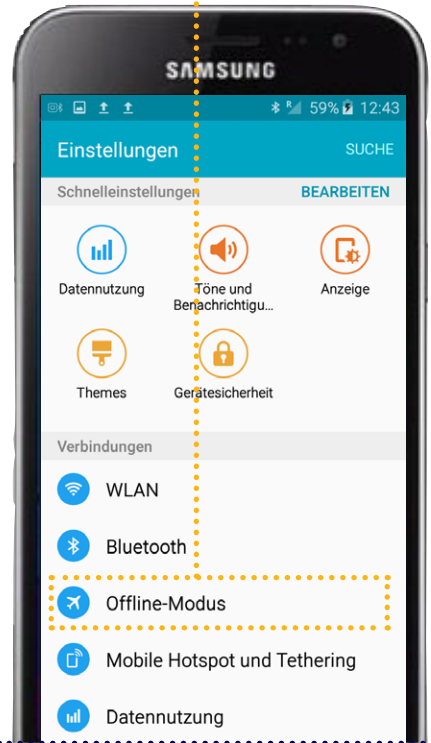 SAMSUNG
R 59% 12:43
Einstellungen SUCHE
Schnelleinstellungen BEARBEITEN
Datennutzung
Töne und
Benachrichtigu...
Anzeige
Themes
Gerätesicherheit
Verbindungen
WLAN
Bluetooth
Offline-Modus
Mobile Hotspot und Tethering
Datennutzung